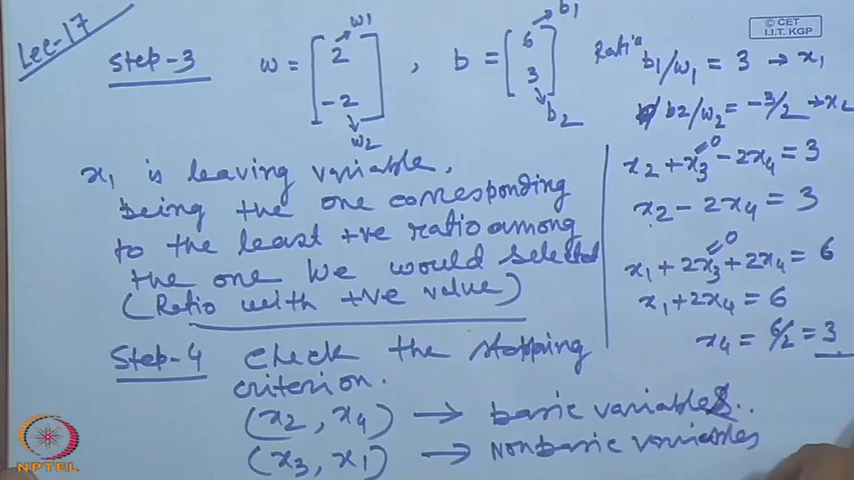 Lec-17
© CET
I.I.T. KGP
Step-3 w = [2 → w1, -2 → w2], b = [6 → b1, 3 → b2]
Ratio b1/w1 = 3 → x1
b2/w2 = -3/2 → x2
x1 is leaving variable,
being the one corresponding
to the least +ve ratio among
the one we would selected
(Ratio with +ve value)
x2 + x3 = 0 - 2x4 = 3
x2 - 2x4 = 3
x1 + 2x3 = 0 + 2x4 = 6
x1 + 2x4 = 6
x4 = 6/2 = 3
Step-4 Check the stopping
criterion.
(x2, x4) → basic variables..
(x3, x1) → Nonbasic variables
NPTEL